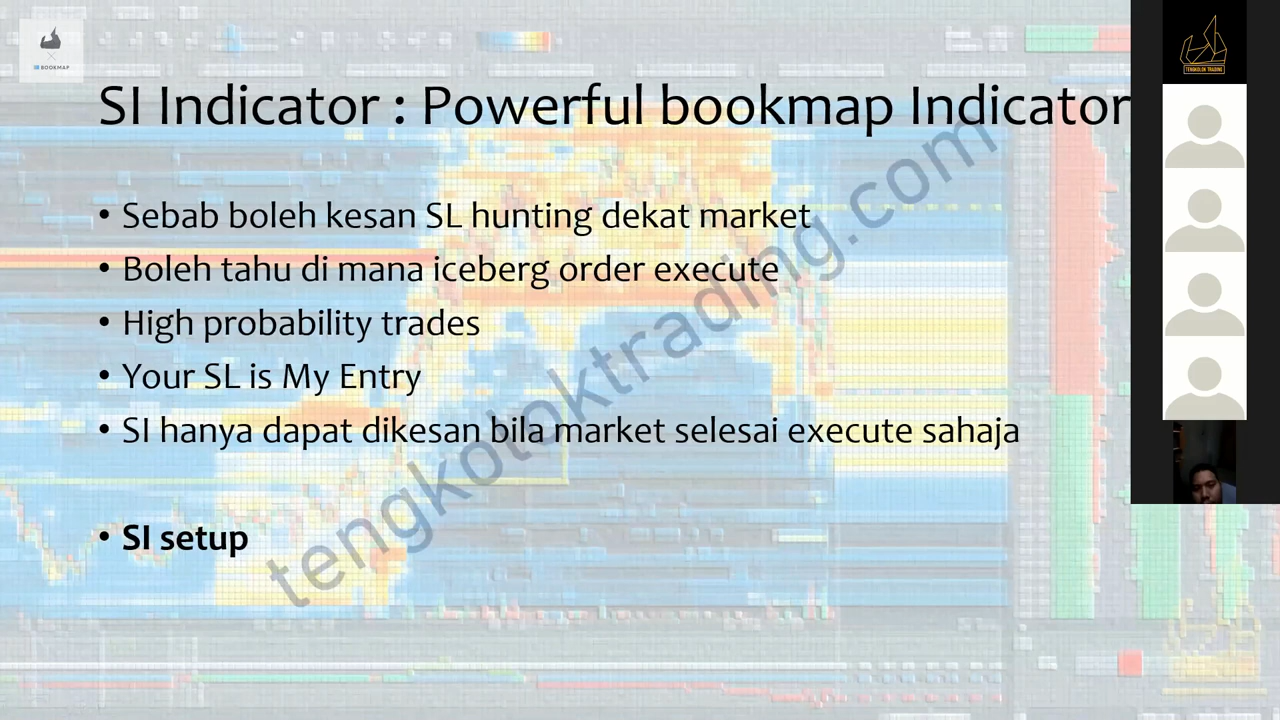 BOOKMAP
TENGKOLOK TRADING
SI Indicator : Powerful bookmap Indicator
• Sebab boleh kesan SL hunting dekat market
• Boleh tahu di mana iceberg order execute
• High probability trades
• Your SL is My Entry
• SI hanya dapat dikesan bila market selesai execute sahaja
• SI setup
tengkoloktrading.com